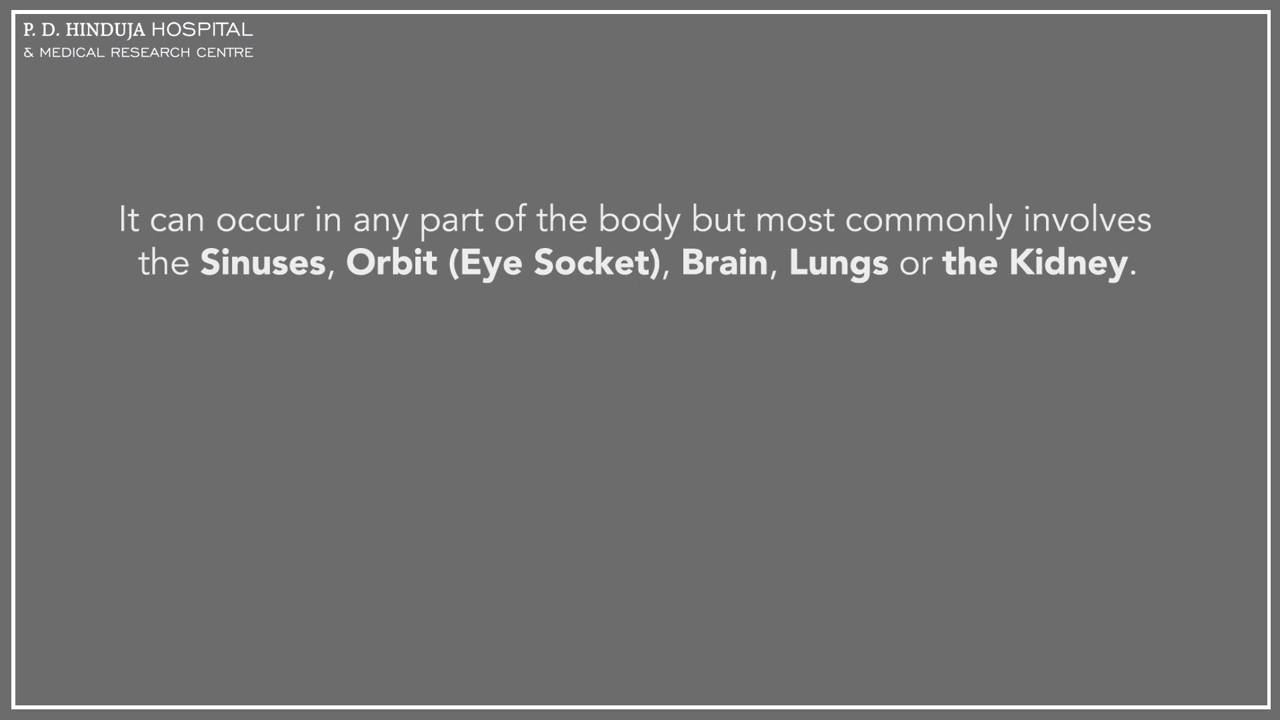 P. D. HINDUJA HOSPITAL
& MEDICAL RESEARCH CENTRE
It can occur in any part of the body but most commonly involves
the Sinuses, Orbit (Eye Socket), Brain, Lungs or the Kidney.